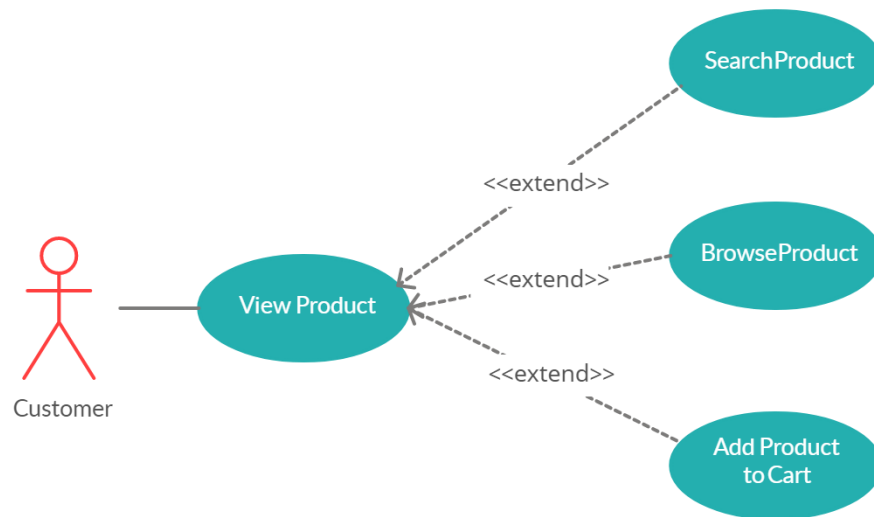 SearchProduct
<<extend>>
BrowseProduct
<<extend>>
View Product
<<extend>>
Customer
Add Product
to Cart